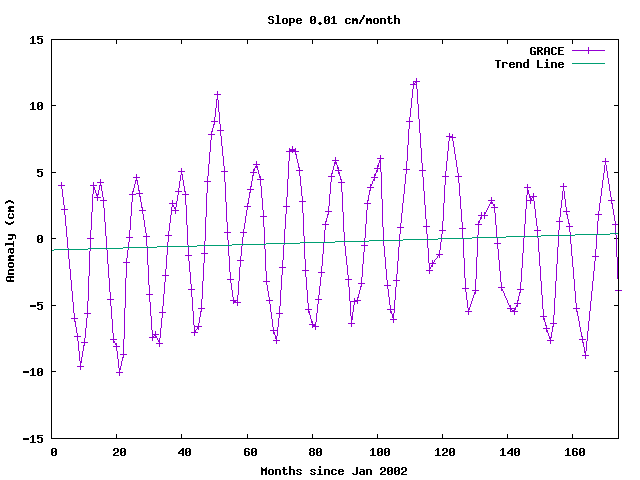 Slope 0.01 cm/month
GRACE
Trend Line
15
10
5
0
-5
-10
-15
Anomaly (cm)
0 20 40 60 80 100 120 140 160
Months since Jan 2002